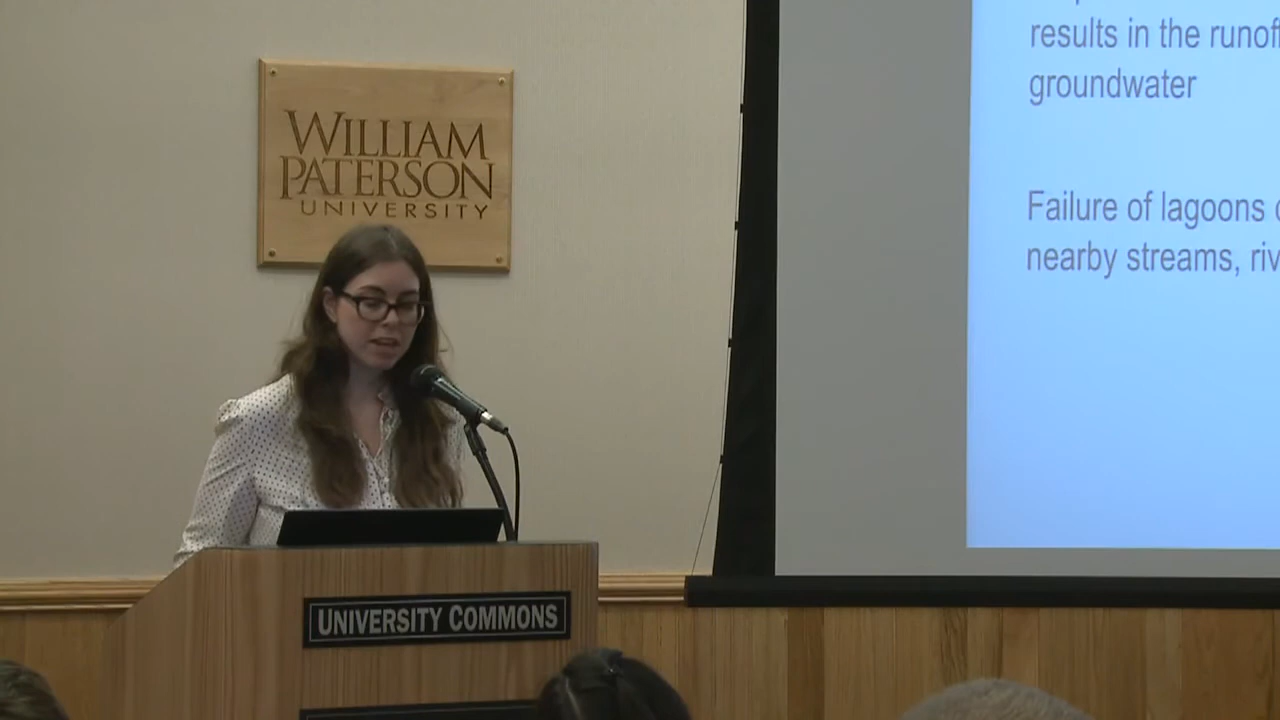 WILLIAM
PATERSON
UNIVERSITY
UNIVERSITY COMMONS
results in the runoff
groundwater
Failure of lagoons
nearby streams,